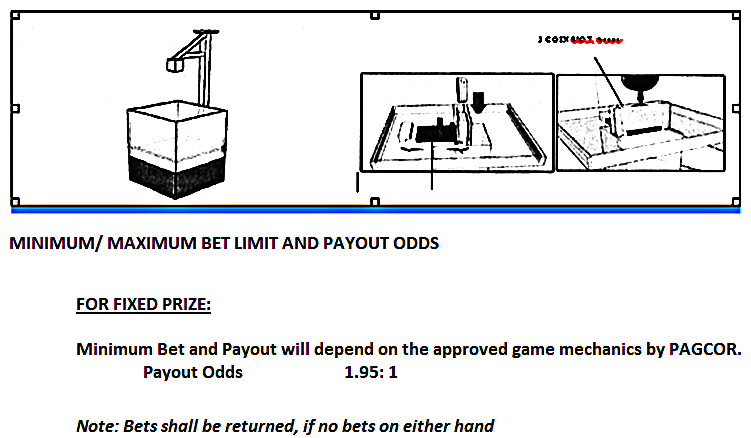 3 COIN
MINIMUM/ MAXIMUM BET LIMIT AND PAYOUT ODDS
FOR FIXED PRIZE:
Minimum Bet and Payout will depend on the approved game mechanics by PAGCOR.
Payout Odds 1.95: 1
Note: Bets shall be returned, if no bets on either hand